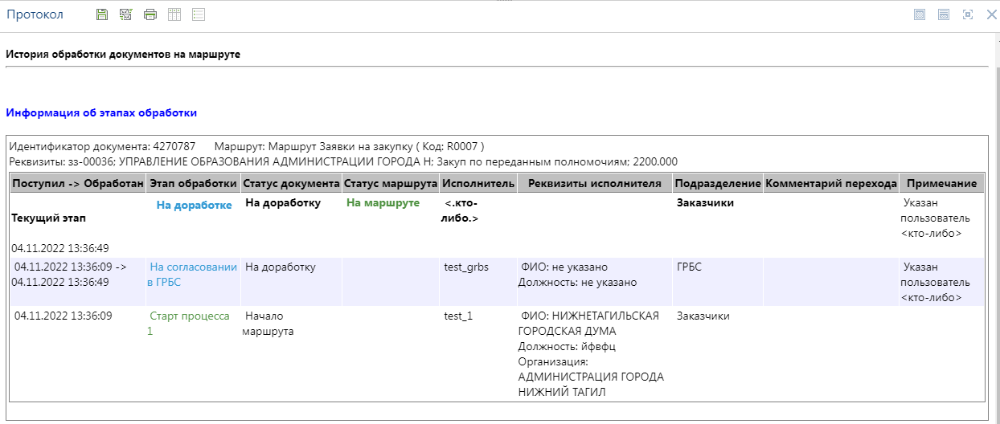 Протокол
История обработки документов на маршруте
Информация об этапах обработки
Идентификатор документа: 4270787 Маршрут: Маршрут Заявки на закупку ( Код: R0007 )
Реквизиты: зз-00036; УПРАВЛЕНИЕ ОБРАЗОВАНИЯ АДМИНИСТРАЦИИ ГОРОДА Н; Закуп по переданным полномочиям; 2200.000
Поступил -> Обработан Этап обработки Статус документа Статус маршрута Исполнитель Реквизиты исполнителя Подразделение Комментарий перехода Примечание
Текущий этап
04.11.2022 13:36:49
На доработке
На доработку
На маршруте
<.кто-
либо.>
Заказчики
Указан
пользователь
<кто-либо>
04.11.2022 13:36:09 ->
04.11.2022 13:36:49
На согласовании
в ГРБС
На доработку
test_grbs
ФИО: не указано
Должность: не указано
ГРБС
Указан
пользователь
<кто-либо>
04.11.2022 13:36:09
Старт процесса
1
Начало
маршрута
test_1
ФИО: НИЖНЕТАГИЛЬСКАЯ
ГОРОДСКАЯ ДУМА
Должность: йфвфц
Организация:
АДМИНИСТРАЦИЯ ГОРОДА
НИЖНИЙ ТАГИЛ
Заказчики